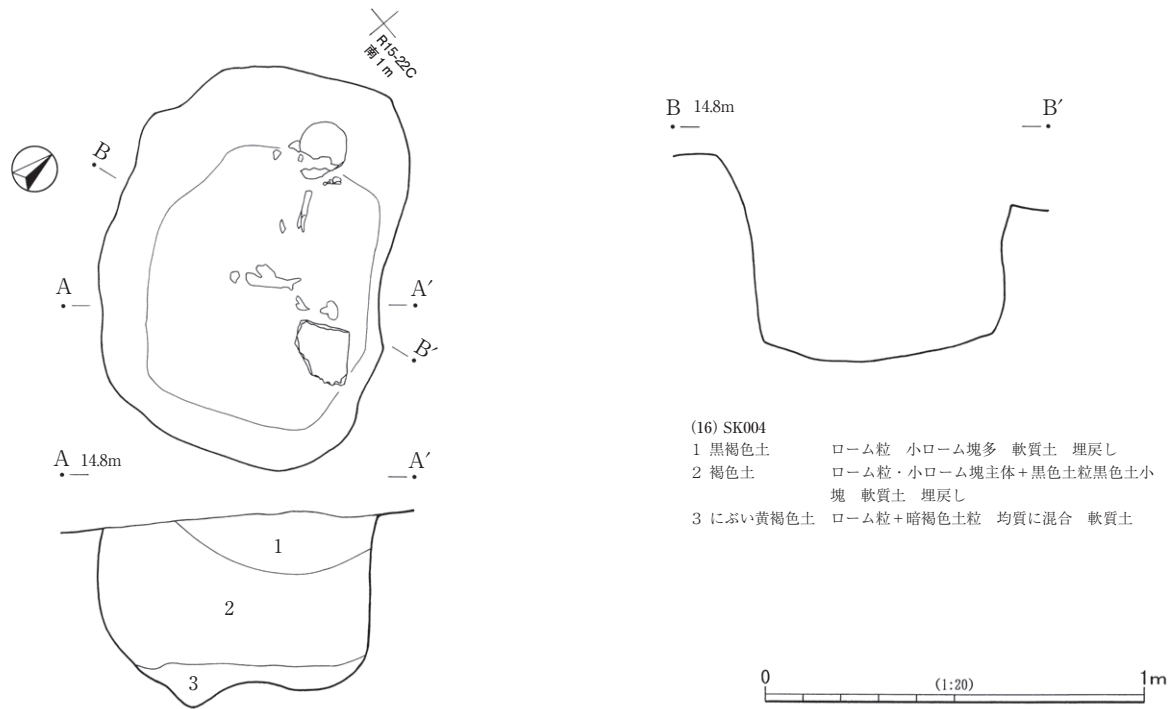 R15-22C
南1m
B
A
A′
B′
A 14.8m
A′
1
2
3
B 14.8m
B′
(16) SK004
1 黒褐色土 ローム粒 小ローム塊多 軟質土 埋戻し
2 褐色土 ローム粒・小ローム塊主体+黒色土粒黒色土小
塊 軟質土 埋戻し
3 にぶい黄褐色土 ローム粒+暗褐色土粒 均質に混合 軟質土
0 (1:20) 1m